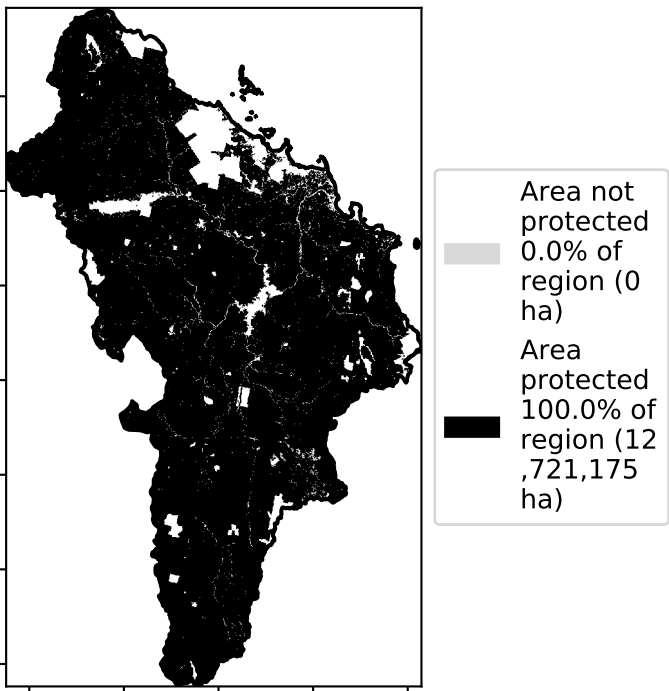 Area not
protected
0.0% of
region (0
ha)
Area
protected
100.0% of
region (12
,721,175
ha)